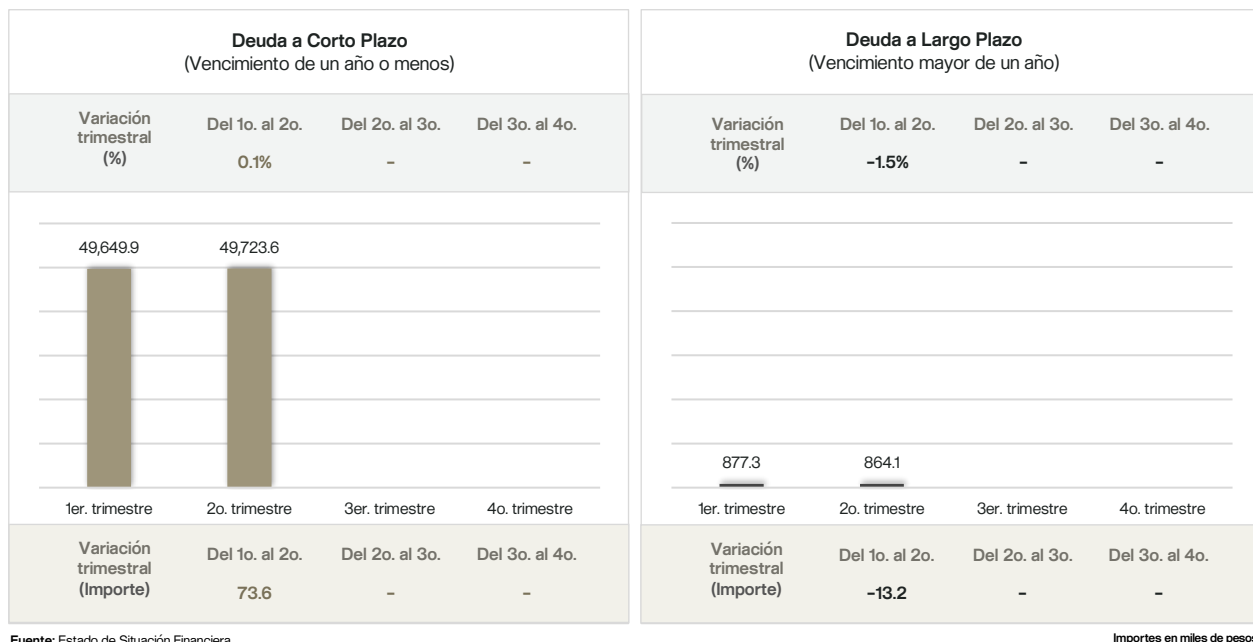 Deuda a Corto Plazo
(Vencimiento de un año o menos)
Variación trimestral (%) Del 1o. al 2o. Del 2o. al 3o. Del 3o. al 4o.
0.1% – –
49,649.9 49,723.6
1er. trimestre 2o. trimestre 3er. trimestre 4o. trimestre
Variación trimestral (Importe) Del 1o. al 2o. Del 2o. al 3o. Del 3o. al 4o.
73.6 – –
Deuda a Largo Plazo
(Vencimiento mayor de un año)
Variación trimestral (%) Del 1o. al 2o. Del 2o. al 3o. Del 3o. al 4o.
-1.5% – –
877.3 864.1
1er. trimestre 2o. trimestre 3er. trimestre 4o. trimestre
Variación trimestral (Importe) Del 1o. al 2o. Del 2o. al 3o. Del 3o. al 4o.
-13.2 – –
Fuente: Estado de Situación Financiera
Importes en miles de pesos